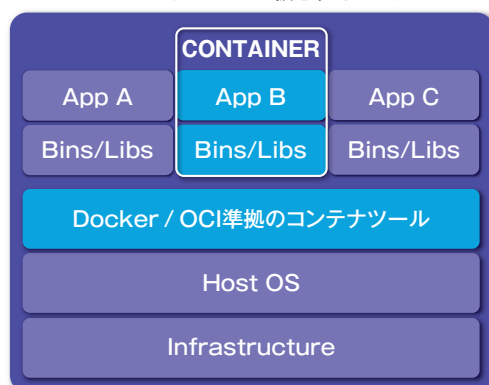 CONTAINER
App A
App B
App C
Bins/Libs
Bins/Libs
Bins/Libs
Docker / OCI準拠のコンテナツール
Host OS
Infrastructure